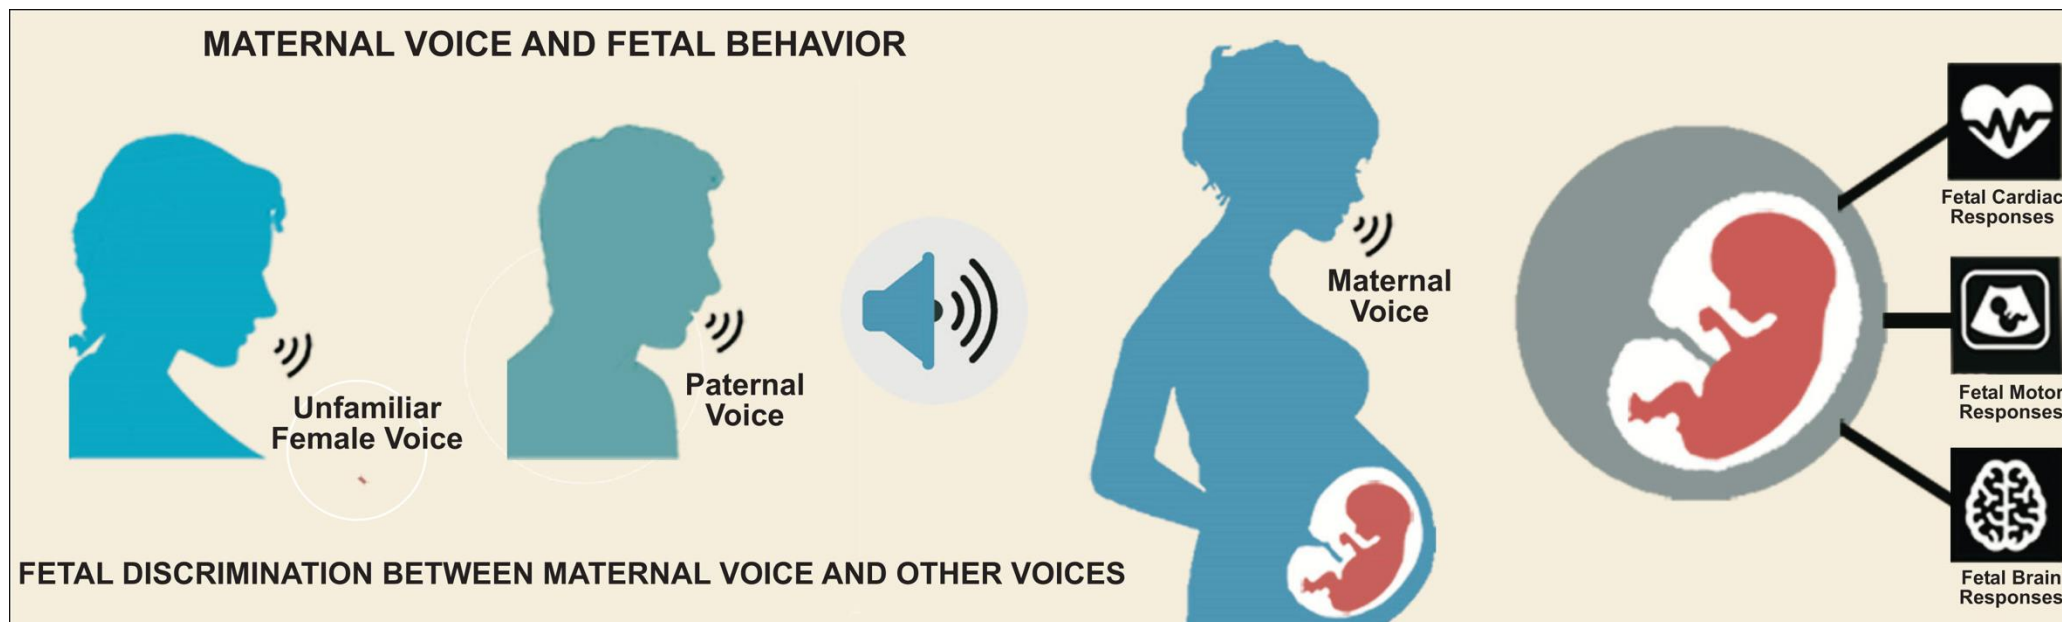 MATERNAL VOICE AND FETAL BEHAVIOR
Unfamiliar
Female Voice
Paternal
Voice
Maternal
Voice
Fetal Cardiac
Responses
Fetal Motor
Responses
Fetal Brain
Responses
FETAL DISCRIMINATION BETWEEN MATERNAL VOICE AND OTHER VOICES